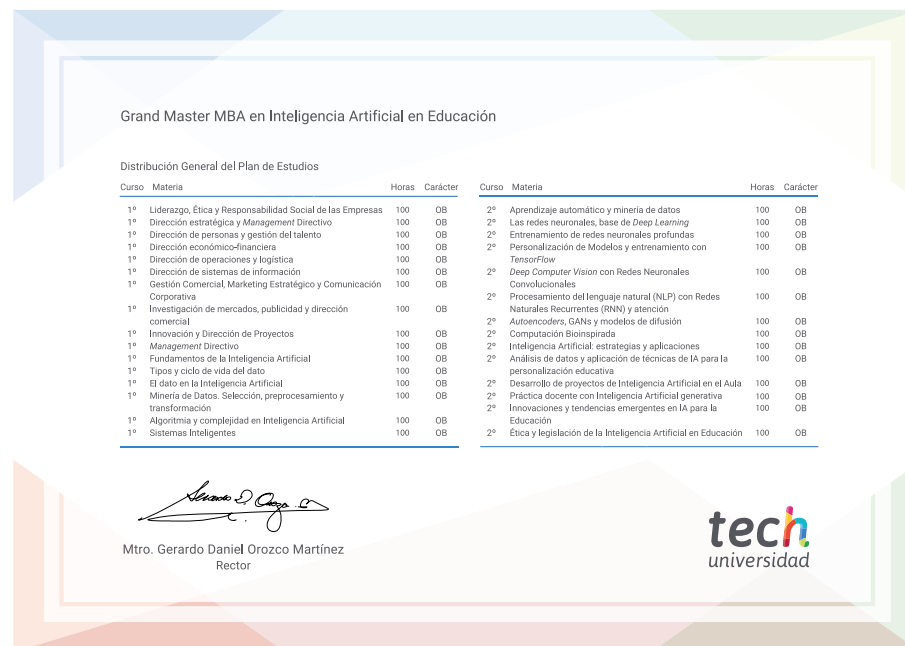 Grand Master MBA en Inteligencia Artificial en Educación
Distribución General del Plan de Estudios
Curso Materia Horas Carácter
1º Liderazgo, Ética y Responsabilidad Social de las Empresas 100 OB
1º Dirección estratégica y Management Directivo 100 OB
1º Dirección de personas y gestión del talento 100 OB
1º Dirección económico-financiera 100 OB
1º Dirección de operaciones y logística 100 OB
1º Dirección de sistemas de información 100 OB
1º Gestión Comercial, Marketing Estratégico y Comunicación 100 OB
Corporativa
1º Investigación de mercados, publicidad y dirección 100 OB
comercial
1º Innovación y Dirección de Proyectos 100 OB
1º Management Directivo 100 OB
1º Fundamentos de la Inteligencia Artificial 100 OB
1º Tipos y ciclo de vida del dato 100 OB
1º El dato en la Inteligencia Artificial 100 OB
1º Minería de Datos. Selección, preprocesamiento y 100 OB
transformación
1º Algoritmia y complejidad en Inteligencia Artificial 100 OB
1º Sistemas Inteligentes 100 OB
Curso Materia Horas Carácter
2º Aprendizaje automático y minería de datos 100 OB
2º Las redes neuronales, base de Deep Learning 100 OB
2º Entrenamiento de redes neuronales profundas 100 OB
2º Personalización de Modelos y entrenamiento con 100 OB
TensorFlow
2º Deep Computer Vision con Redes Neuronales 100 OB
Convolucionales
2º Procesamiento del lenguaje natural (NLP) con Redes 100 OB
Naturales Recurrentes (RNN) y atención
2º Autoencoders, GANs y modelos de difusión 100 OB
2º Computación Bioinspirada 100 OB
2º Inteligencia Artificial: estrategias y aplicaciones 100 OB
2º Análisis de datos y aplicación de técnicas de IA para la 100 OB
personalización educativa
2º Desarrollo de proyectos de Inteligencia Artificial en el Aula 100 OB
2º Práctica docente con Inteligencia Artificial generativa 100 OB
2º Innovaciones y tendencias emergentes en IA para la 100 OB
Educación
2º Ética y legislación de la Inteligencia Artificial en Educación 100 OB
Mtro. Gerardo Daniel Orozco Martínez
Rector
tech
universidad